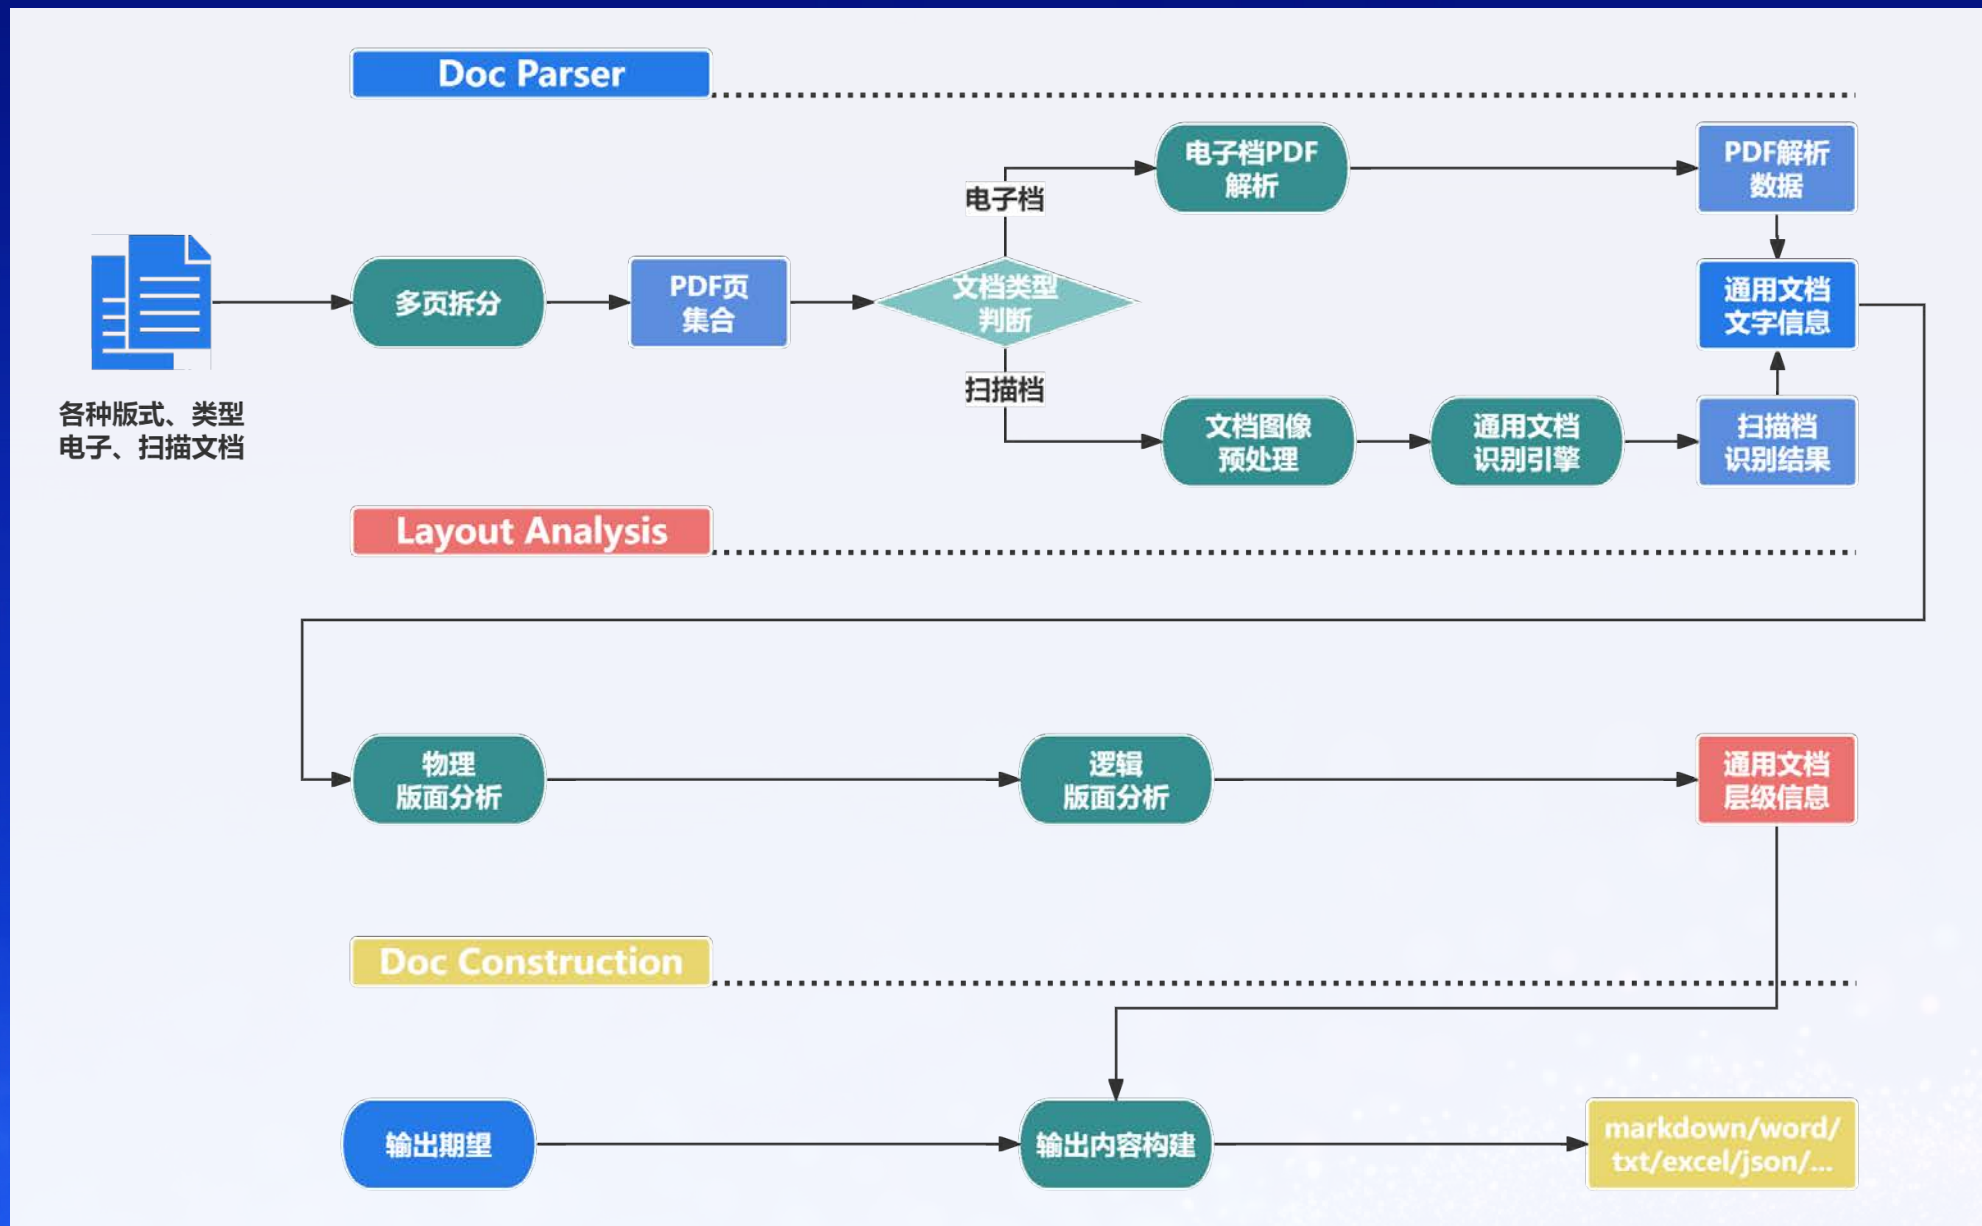 Doc Parser
电子档PDF
解析
PDF解析
数据
电子档
各种版式、类型
电子、扫描文档
多页拆分
PDF页
集合
文档类型
判断
通用文档
文字信息
扫描档
文档图像
预处理
通用文档
识别引擎
扫描档
识别结果
Layout Analysis
物理
版面分析
逻辑
版面分析
通用文档
层级信息
Doc Construction
输出期望
输出内容构建
markdown/word/
txt/excel/json/...